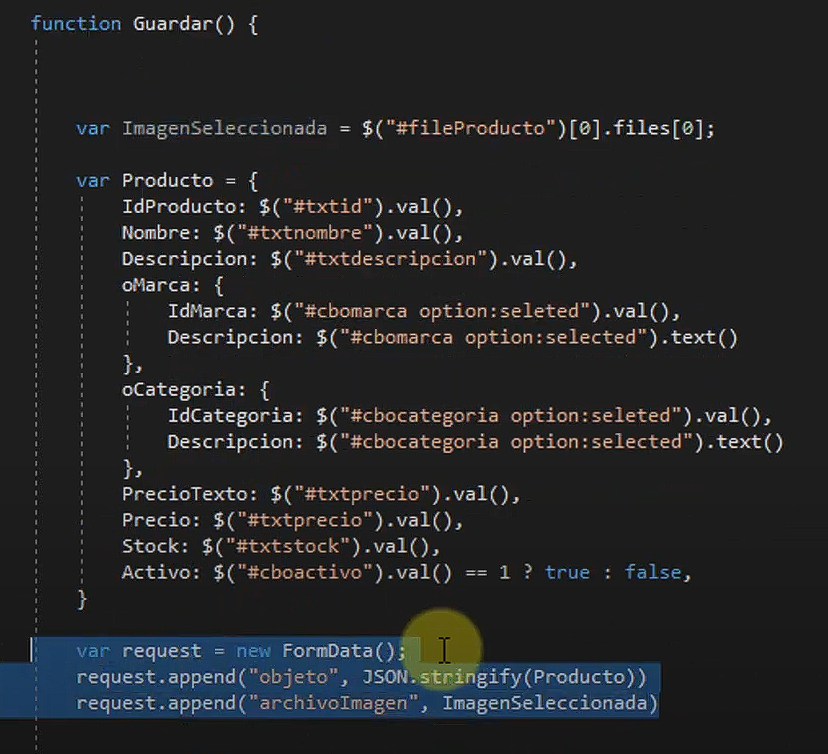 function Guardar() {
var ImagenSeleccionada = $("#fileProducto")[0].files[0];
var Producto = {
IdProducto: $("#txtid").val(),
Nombre: $("#txtnombre").val(),
Descripcion: $("#txtdescripcion").val(),
oMarca: {
IdMarca: $("#cbomarca option:seleted").val(),
Descripcion: $("#cbomarca option:selected").text()
},
oCategoria: {
IdCategoria: $("#cbocategoria option:seleted").val(),
Descripcion: $("#cbocategoria option:selected").text()
},
PrecioTexto: $("#txtprecio").val(),
Precio: $("#txtprecio").val(),
Stock: $("#txtstock").val(),
Activo: $("#cboactivo").val() == 1 ? true : false,
}
var request = new FormData();
request.append("objeto", JSON.stringify(Producto))
request.append("archivoImagen", ImagenSeleccionada)